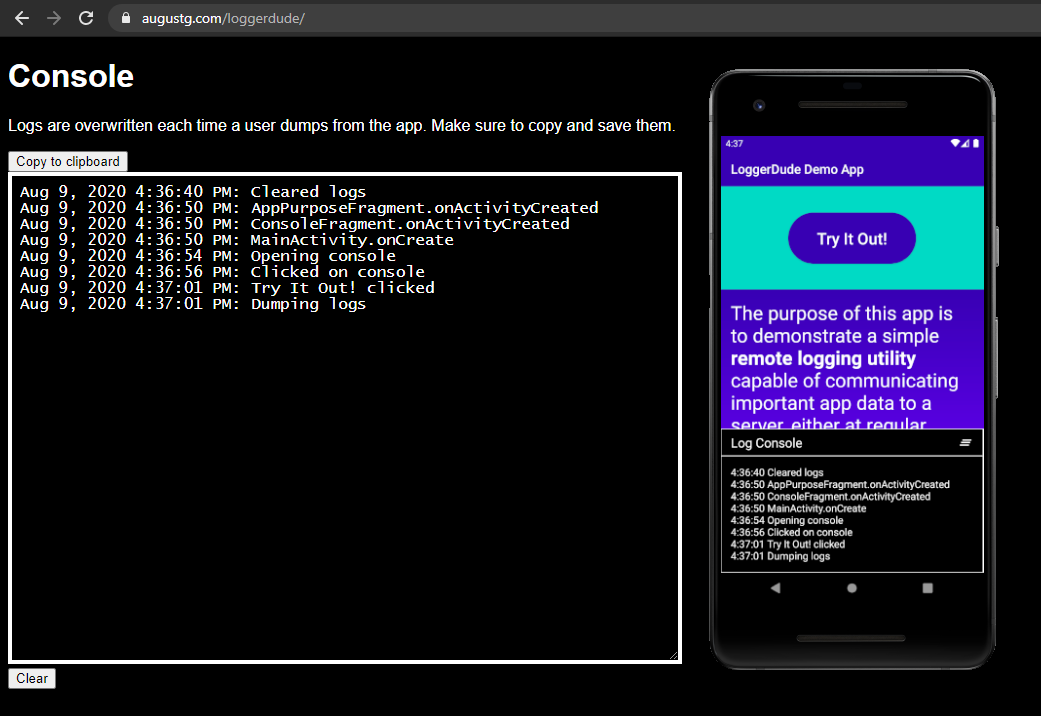 augustg.com/loggerdude/
Console
Logs are overwritten each time a user dumps from the app. Make sure to copy and save them.
Copy to clipboard
Aug 9, 2020 4:36:40 PM: Cleared logs
Aug 9, 2020 4:36:50 PM: AppPurposeFragment.onActivityCreated
Aug 9, 2020 4:36:50 PM: ConsoleFragment.onActivityCreated
Aug 9, 2020 4:36:50 PM: MainActivity.onCreate
Aug 9, 2020 4:36:54 PM: Opening console
Aug 9, 2020 4:36:56 PM: Clicked on console
Aug 9, 2020 4:37:01 PM: Try It Out! clicked
Aug 9, 2020 4:37:01 PM: Dumping logs
Clear
4:37
LoggerDude Demo App
Try It Out!
The purpose of this app is
to demonstrate a simple
remote logging utility
capable of communicating
important app data to a
server, either at regular
Log Console
4:36:40 Cleared logs
4:36:50 AppPurposeFragment.onActivityCreated
4:36:50 ConsoleFragment.onActivityCreated
4:36:50 MainActivity.onCreate
4:36:54 Opening console
4:36:56 Clicked on console
4:37:01 Try It Out! clicked
4:37:01 Dumping logs